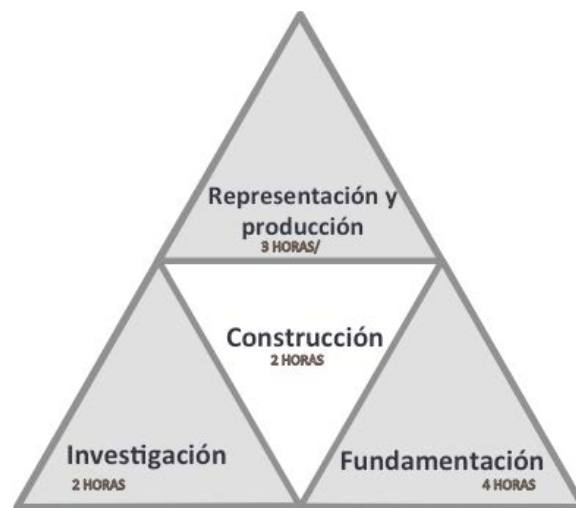 Representación y
producción
3 HORAS/
Construcción
2 HORAS
Investigación
2 HORAS
Fundamentación
4 HORAS